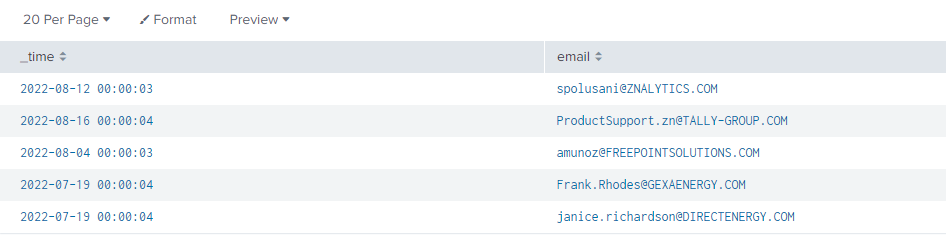 20 Per Page Format Preview
_time email
2022-08-12 00:00:03 spolusani@ZNALYTICS.COM
2022-08-16 00:00:04 ProductSupport.zn@TALLY-GROUP.COM
2022-08-04 00:00:03 amunoz@FREEPOINTSOLUTIONS.COM
2022-07-19 00:00:04 Frank.Rhodes@GEXAENERGY.COM
2022-07-19 00:00:04 janice.richardson@DIRECTENERGY.COM